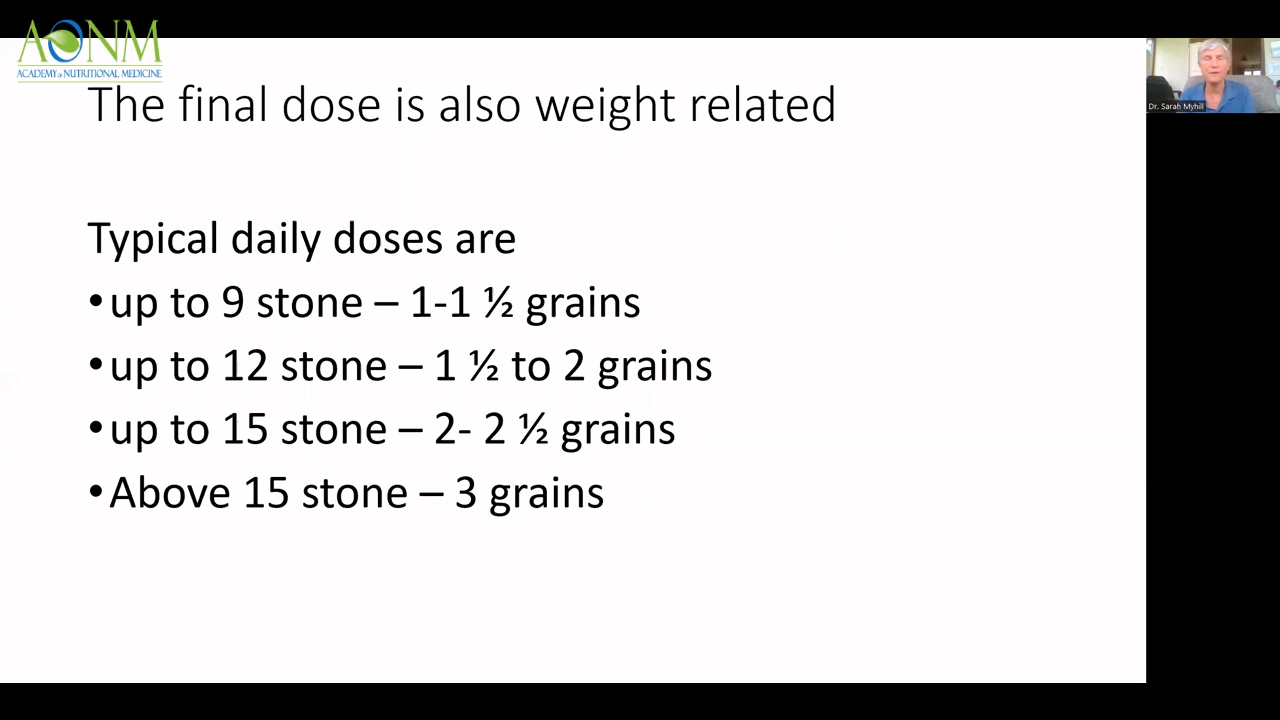 AONM
ACADEMY of NUTRITIONAL MEDICINE
The final dose is also weight related
Dr. Sarah Myhill
Typical daily doses are
•up to 9 stone – 1-1 ½ grains
•up to 12 stone – 1 ½ to 2 grains
•up to 15 stone – 2- 2 ½ grains
•Above 15 stone – 3 grains